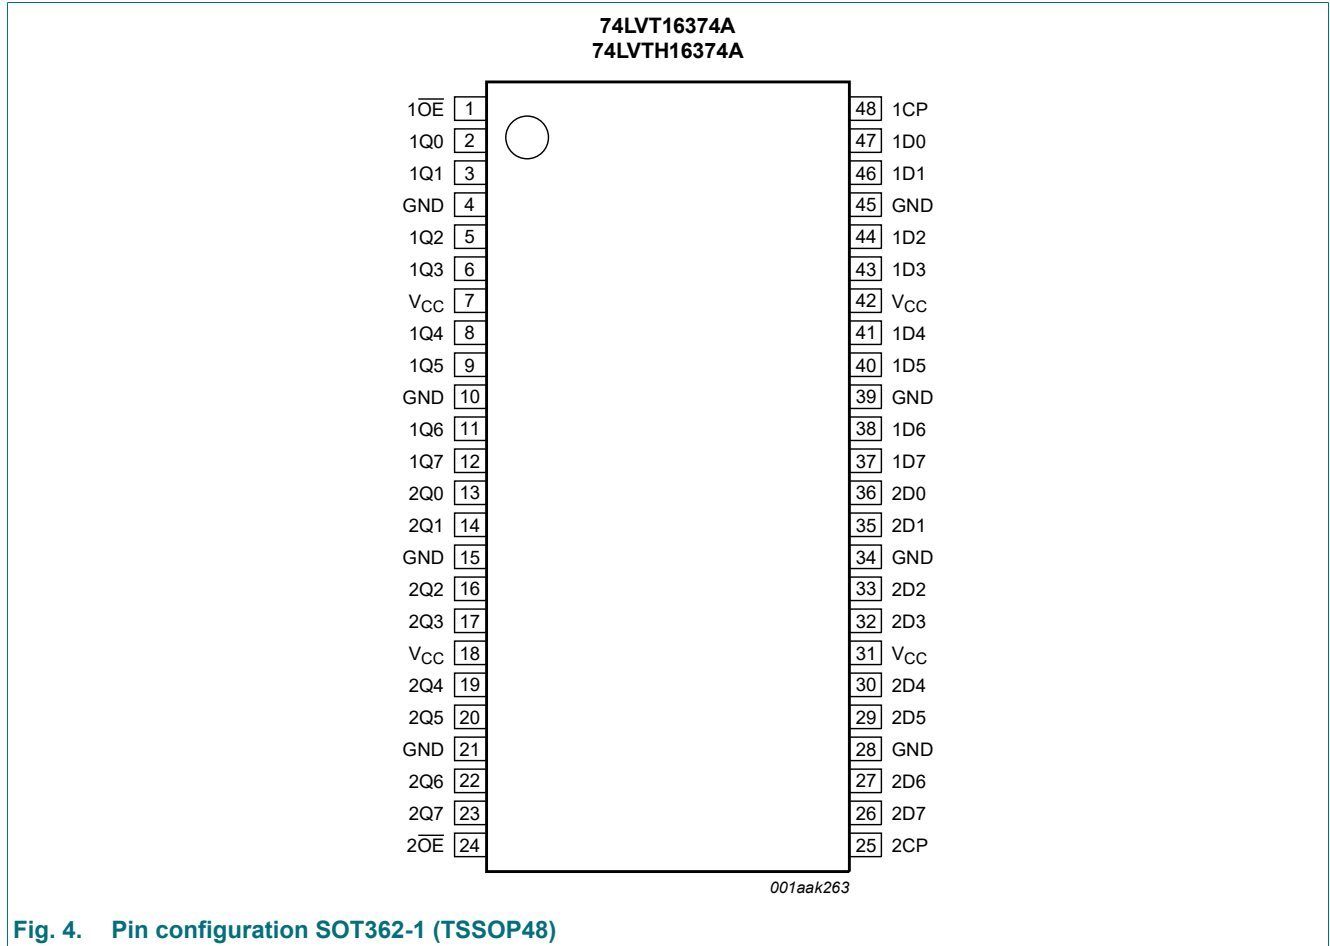 74LVT16374A
74LVTH16374A
1OE 1 48 1CP
1Q0 2 47 1D0
1Q1 3 46 1D1
GND 4 45 GND
1Q2 5 44 1D2
1Q3 6 43 1D3
VCC 7 42 VCC
1Q4 8 41 1D4
1Q5 9 40 1D5
GND 10 39 GND
1Q6 11 38 1D6
1Q7 12 37 1D7
2Q0 13 36 2D0
2Q1 14 35 2D1
GND 15 34 GND
2Q2 16 33 2D2
2Q3 17 32 2D3
VCC 18 31 VCC
2Q4 19 30 2D4
2Q5 20 29 2D5
GND 21 28 GND
2Q6 22 27 2D6
2Q7 23 26 2D7
2OE 24 25 2CP
001aak263
Fig. 4. Pin configuration SOT362-1 (TSSOP48)